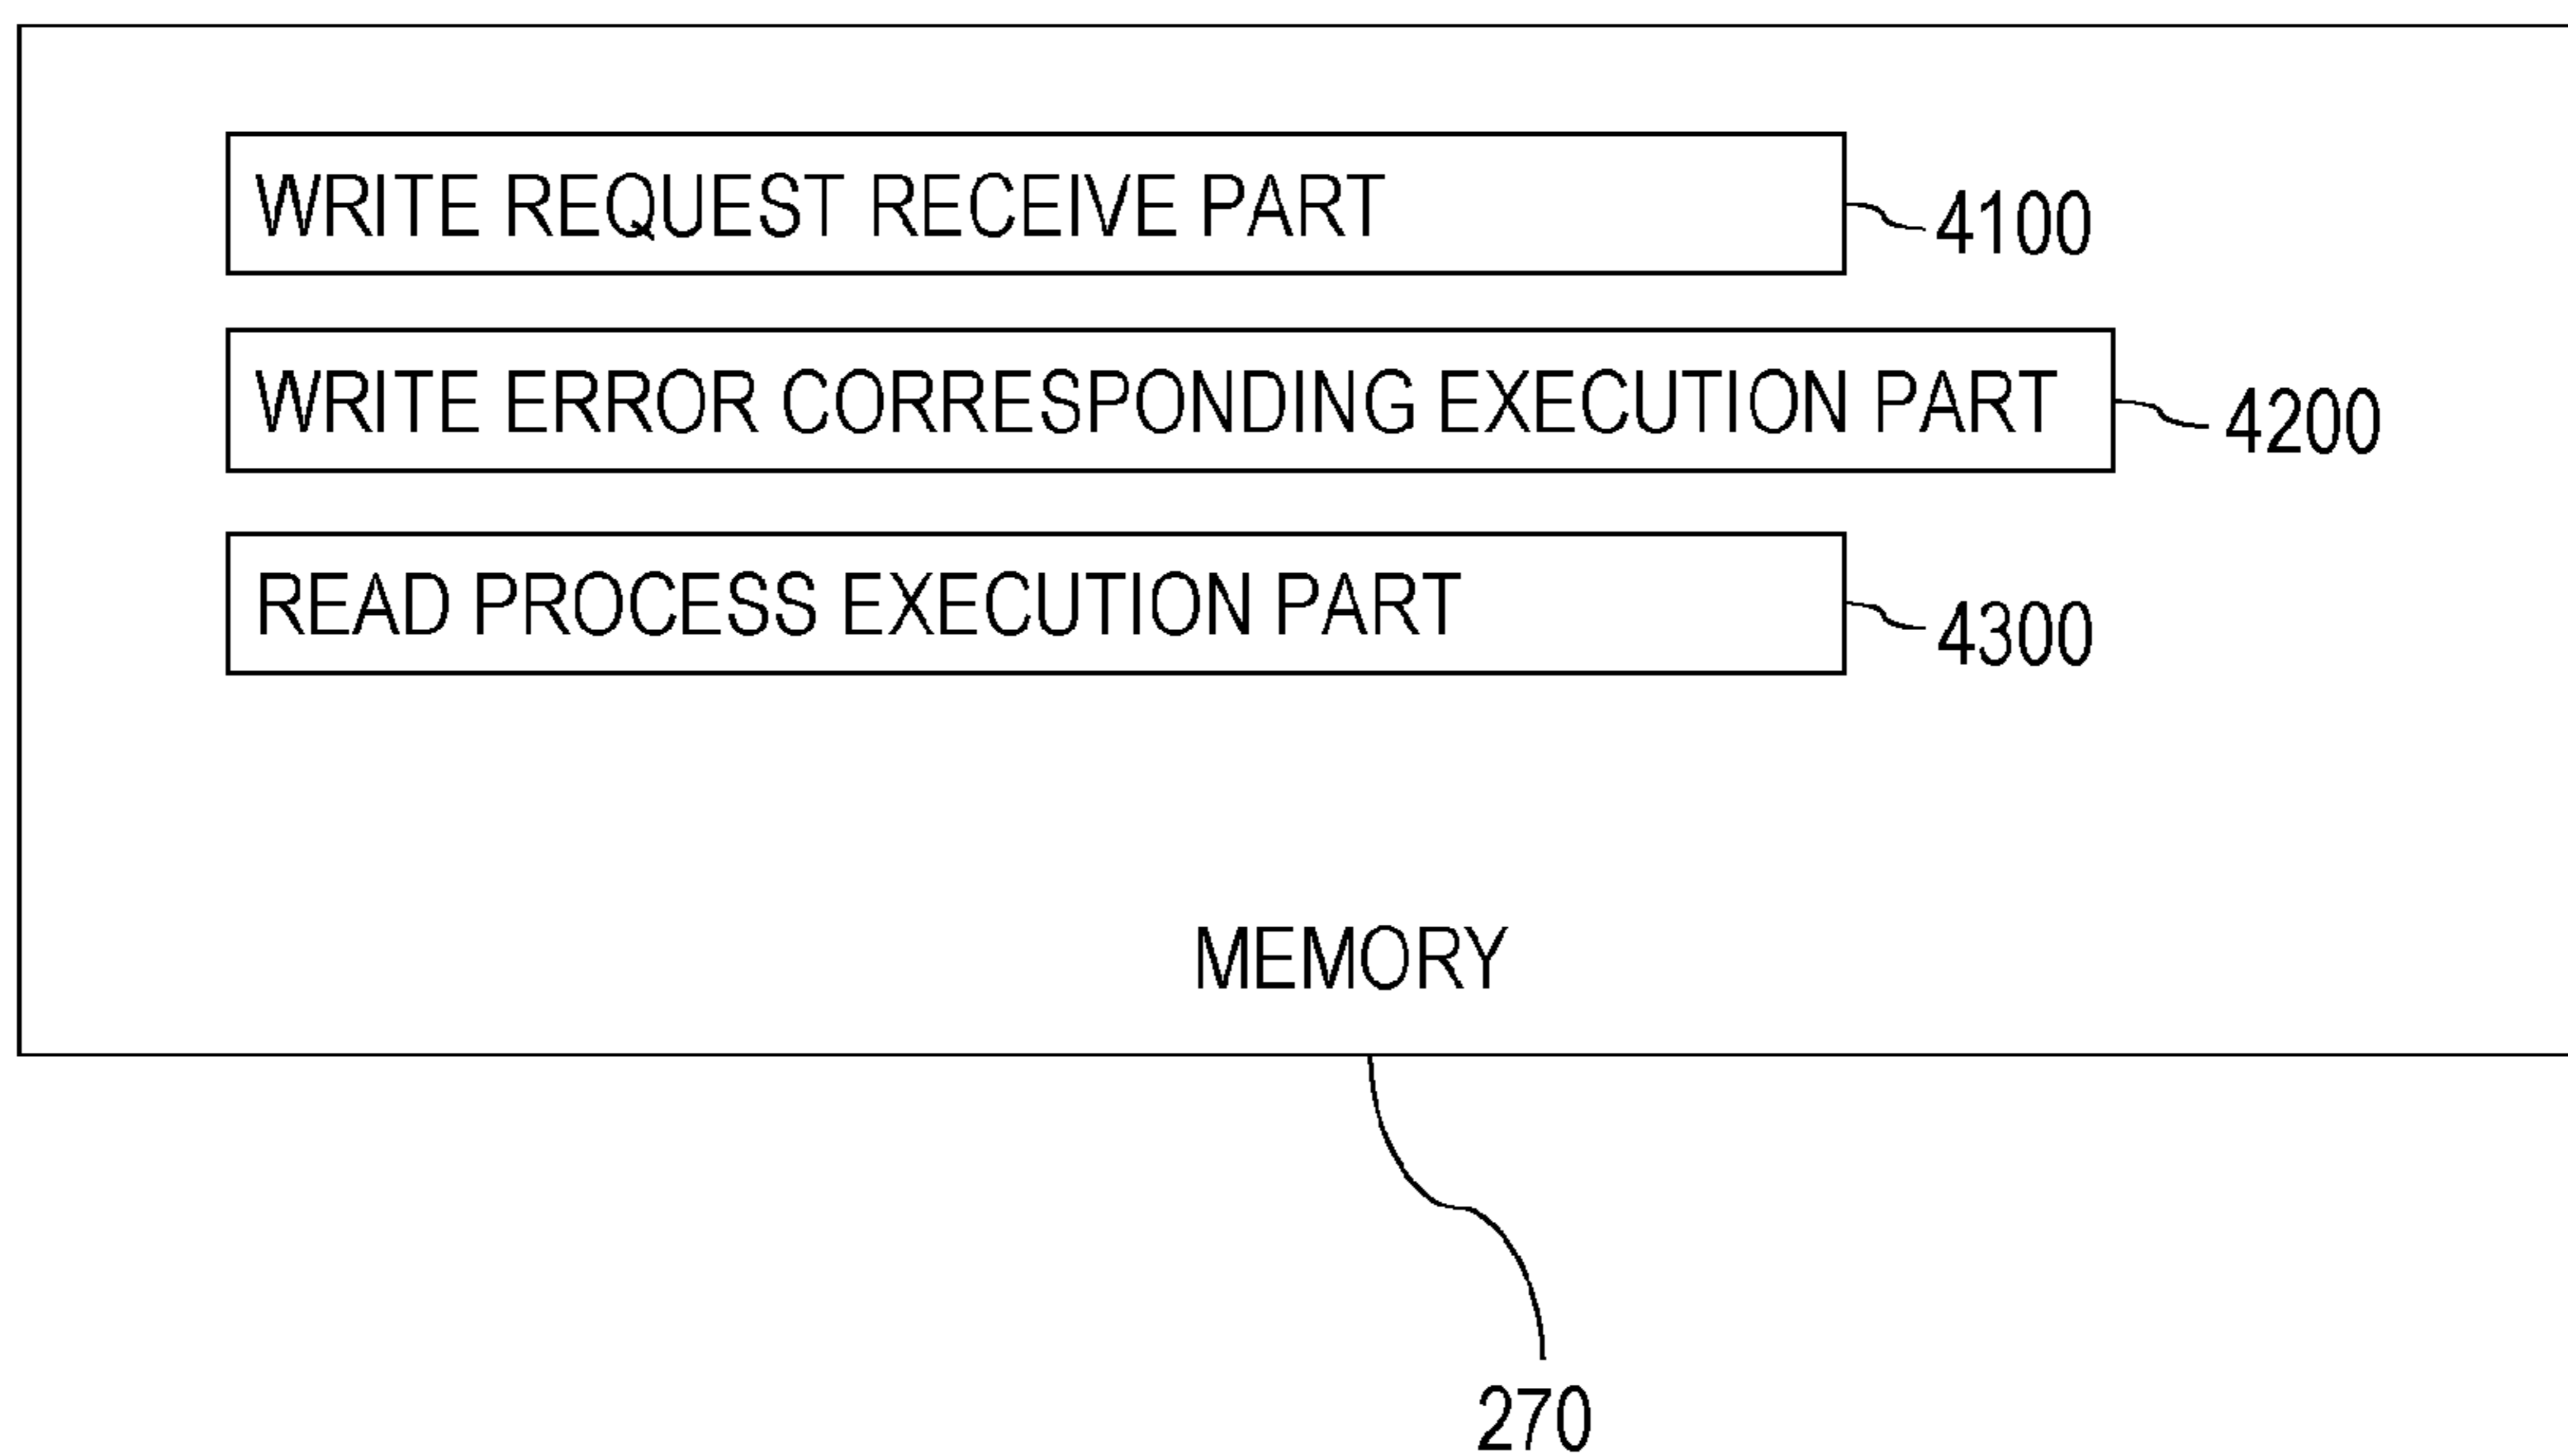 WRITE REQUEST RECEIVE PART
4100
WRITE ERROR CORRESPONDING EXECUTION PART
4200
READ PROCESS EXECUTION PART
4300
MEMORY
270